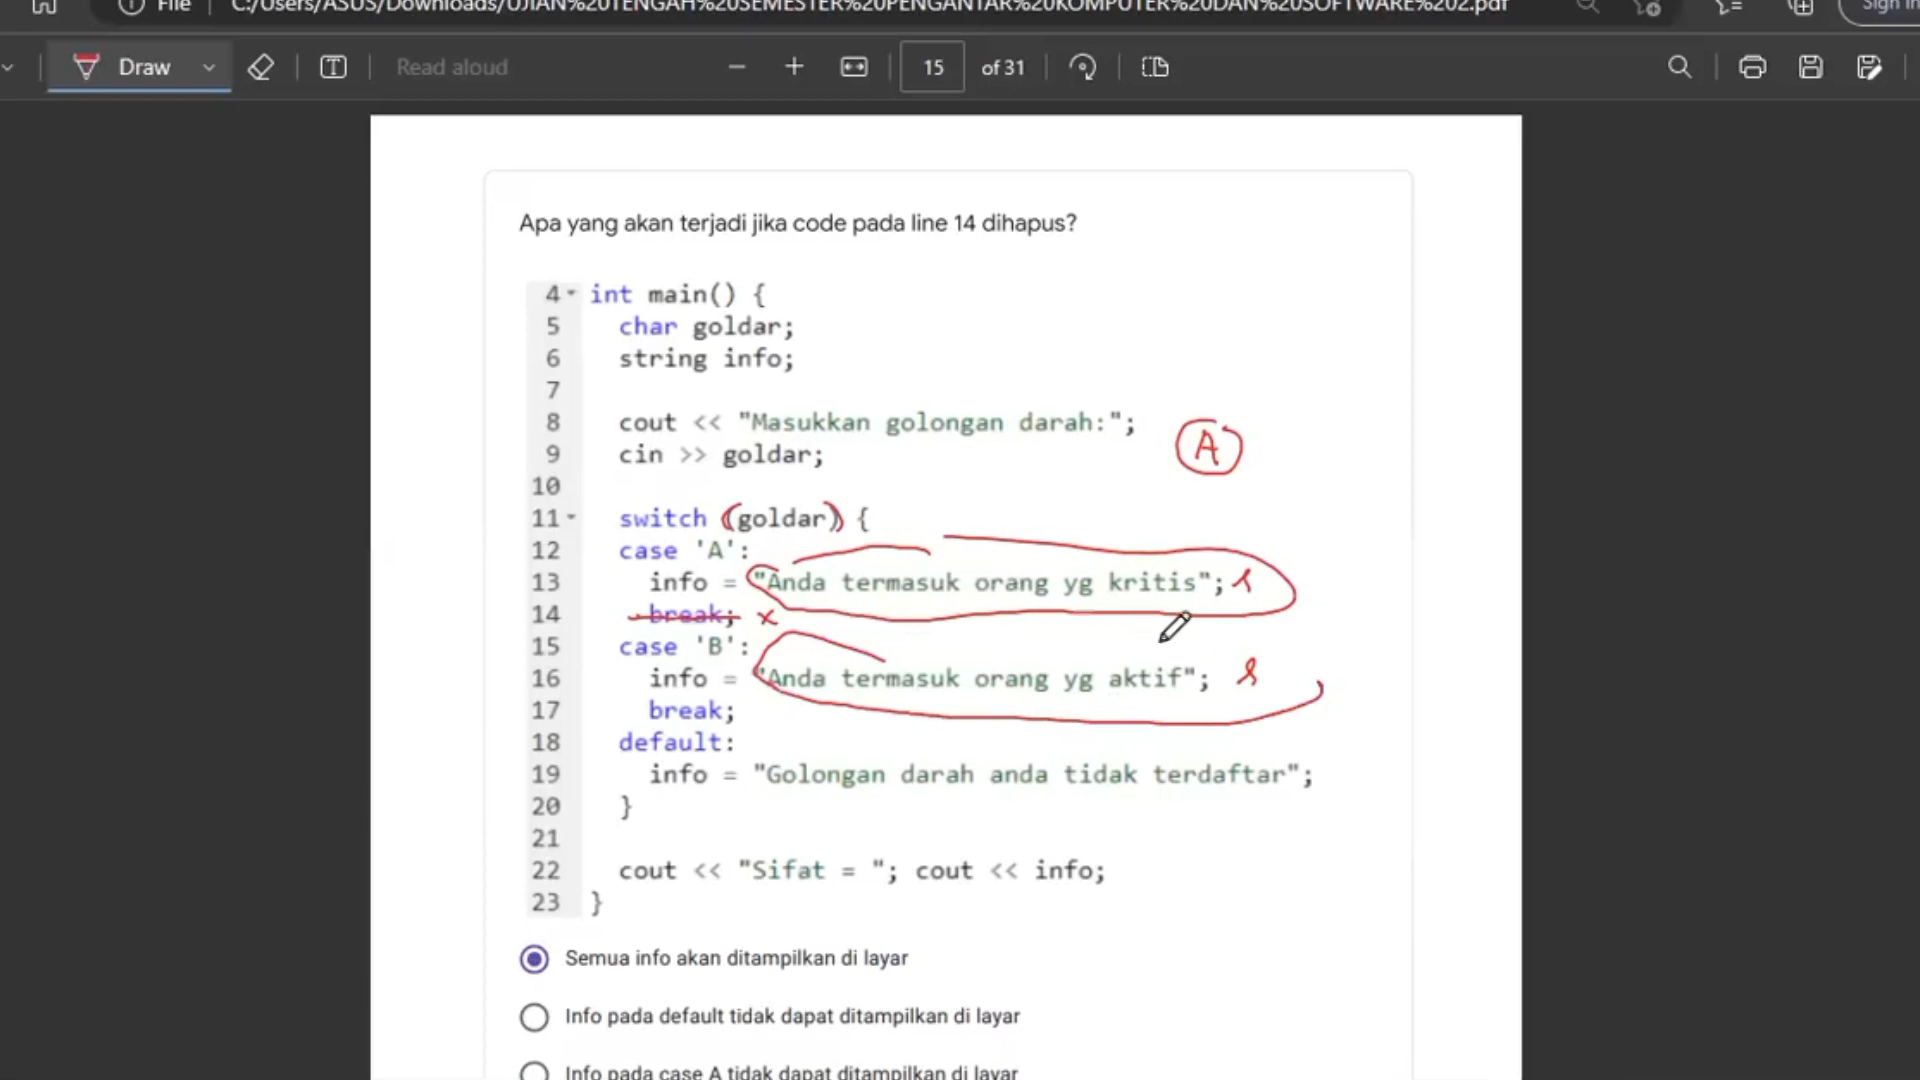 File C:/Users/ASUS/Downloads/UJIAN%20TENGAH%20SEMESTER%20PENGANTAR%20KOMPUTER%20DAN%20SOFTWARE%202.pdf Sign in
Draw Read aloud 15 of 31
Apa yang akan terjadi jika code pada line 14 dihapus?
4 int main() {
5 char goldar;
6 string info;
7
8 cout << "Masukkan golongan darah:";
A
9 cin >> goldar;
10
11 switch (goldar) {
12 case 'A':
13 info = "Anda termasuk orang yg kritis";
14 break; x
15 case 'B':
16 info = "Anda termasuk orang yg aktif";
17 break;
18 default:
19 info = "Golongan darah anda tidak terdaftar";
20 }
21
22 cout << "Sifat = "; cout << info;
23 }
Semua info akan ditampilkan di layar
Info pada default tidak dapat ditampilkan di layar
Info pada case A tidak dapat ditampilkan di layar